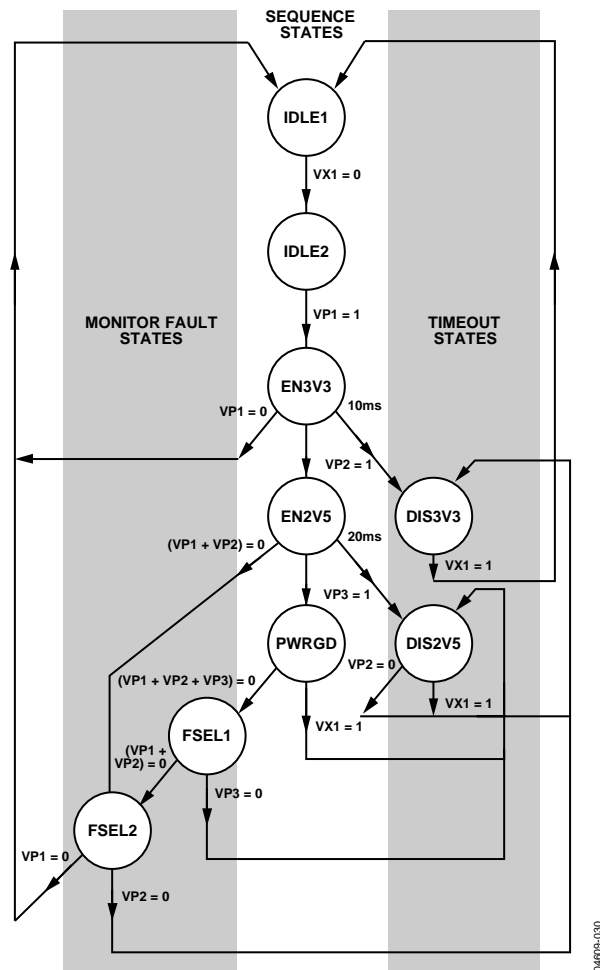 SEQUENCE
STATES
IDLE1
VX1 = 0
IDLE2
VP1 = 1
MONITOR FAULT
STATES
TIMEOUT
STATES
EN3V3
VP1 = 0
10ms
VP2 = 1
EN2V5
DIS3V3
(VP1 + VP2) = 0
20ms
VX1 = 1
VP3 = 1
PWRGD
DIS2V5
VP2 = 0
(VP1 + VP2 + VP3) = 0
VX1 = 1
VX1 = 1
FSEL1
(VP1 +
VP2) = 0
VP3 = 0
FSEL2
VP1 = 0
VP2 = 0
04609-030